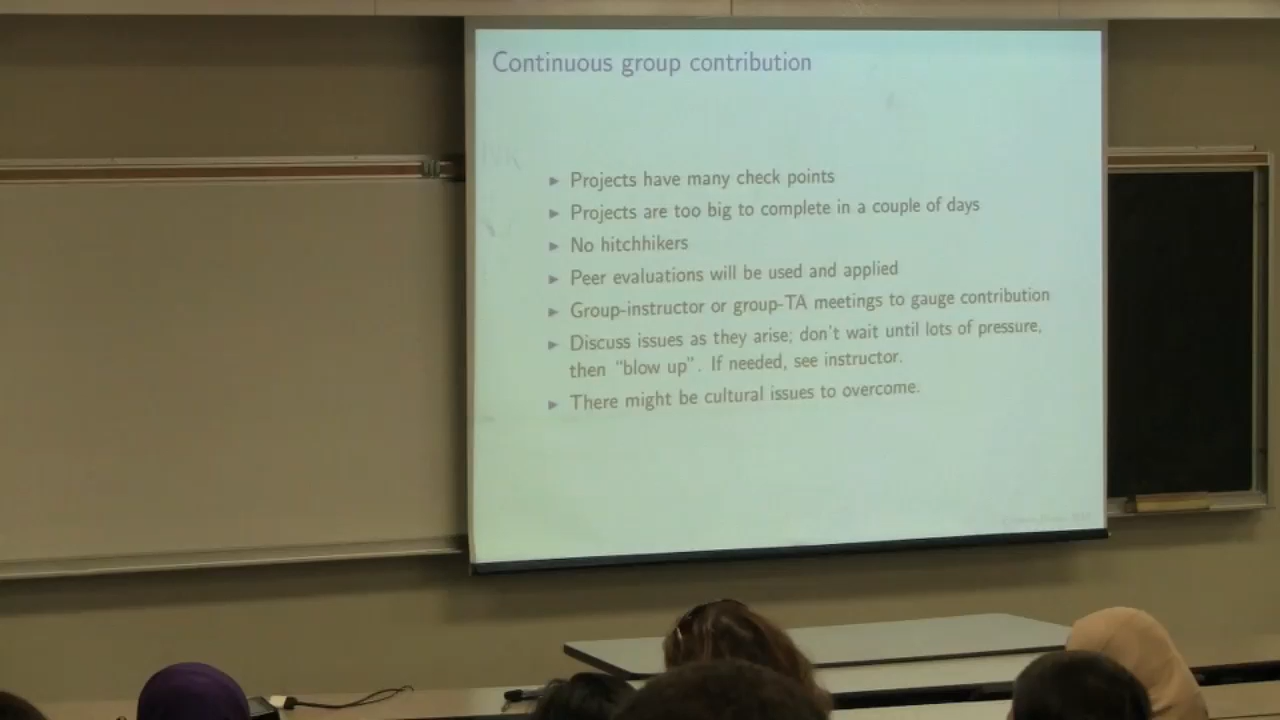 Continuous group contribution
▶ Projects have many check points
▶ Projects are too big to complete in a couple of days
▶ No hitchhikers
▶ Peer evaluations will be used and applied
▶ Group-instructor or group-TA meetings to gauge contribution
▶ Discuss issues as they arise; don't wait until lots of pressure,
then "blow up". If needed, see instructor.
▶ There might be cultural issues to overcome.